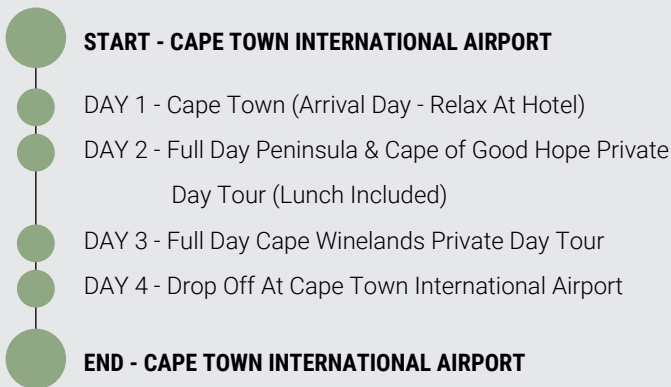 START - CAPE TOWN INTERNATIONAL AIRPORT
DAY 1 - Cape Town (Arrival Day - Relax At Hotel)
DAY 2 - Full Day Peninsula & Cape of Good Hope Private
Day Tour (Lunch Included)
DAY 3 - Full Day Cape Winelands Private Day Tour
DAY 4 - Drop Off At Cape Town International Airport
END - CAPE TOWN INTERNATIONAL AIRPORT